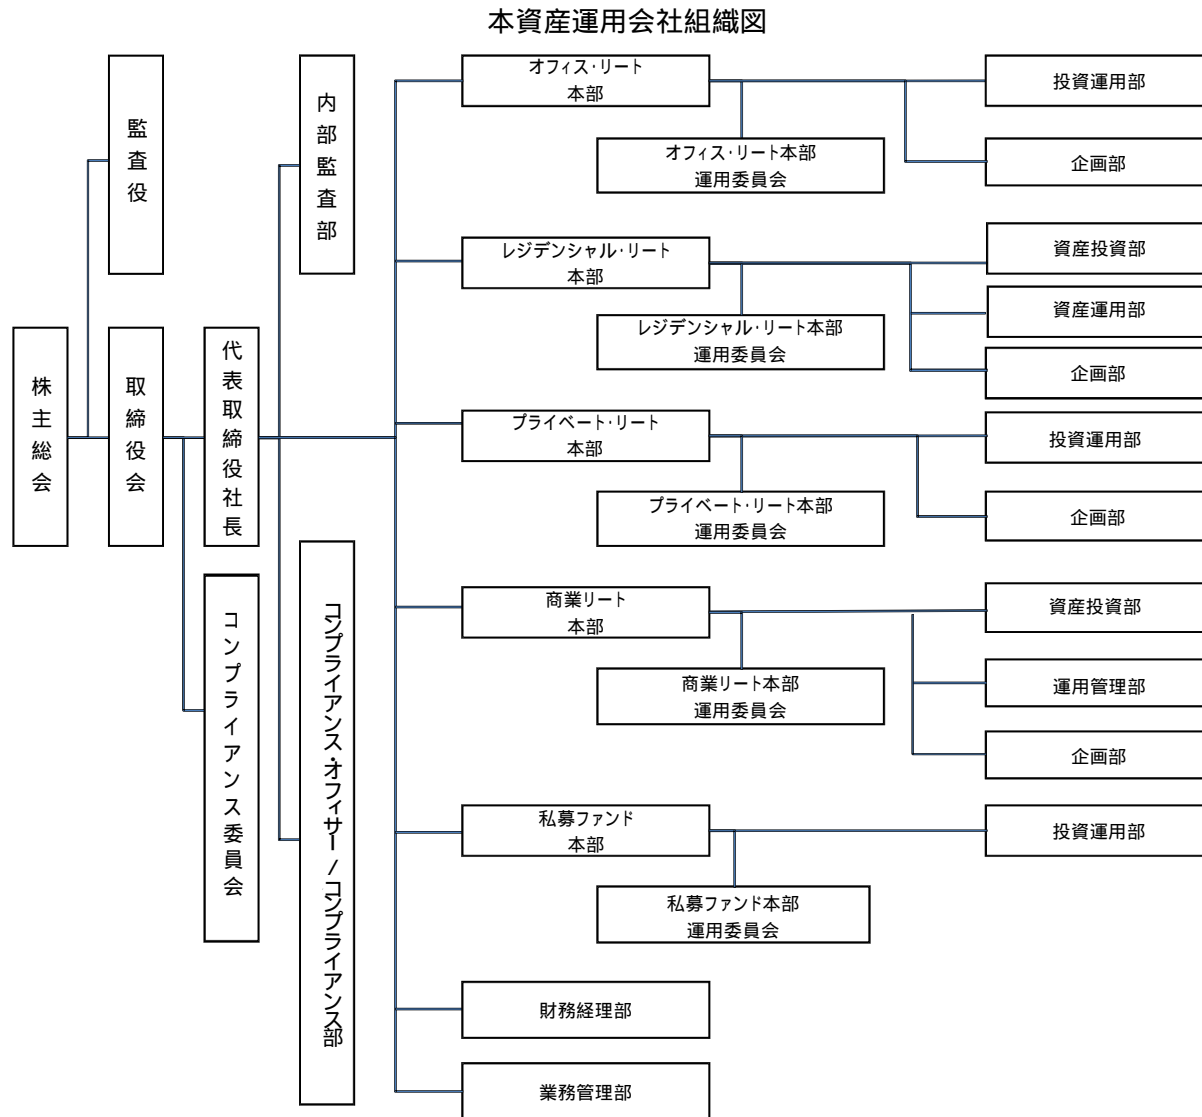 本資産運用会社組織図
株主総会
監査役
取締役会
代表取締役社長
コンプライアンス委員会
内部監査部
コンプライアンス・オフィサー/コンプライアンス部
オフィス・リート
本部
オフィス・リート本部
運用委員会
投資運用部
企画部
レジデンシャル・リート
本部
レジデンシャル・リート本部
運用委員会
資産投資部
資産運用部
企画部
プライベート・リート
本部
プライベート・リート本部
運用委員会
投資運用部
企画部
商業リート
本部
商業リート本部
運用委員会
資産投資部
運用管理部
企画部
私募ファンド
本部
私募ファンド本部
運用委員会
投資運用部
財務経理部
業務管理部